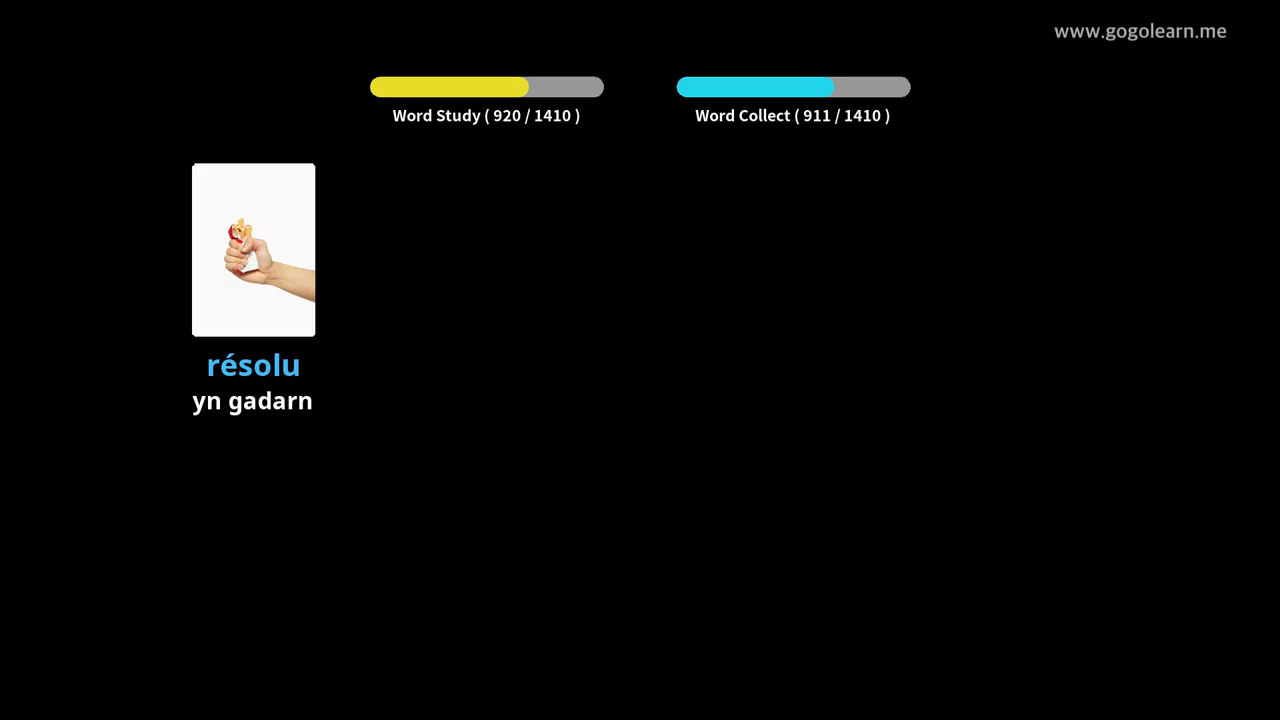 www.gogolearn.me
Word Study ( 920 / 1410 )
Word Collect ( 911 / 1410 )
résolu
yn gadarn